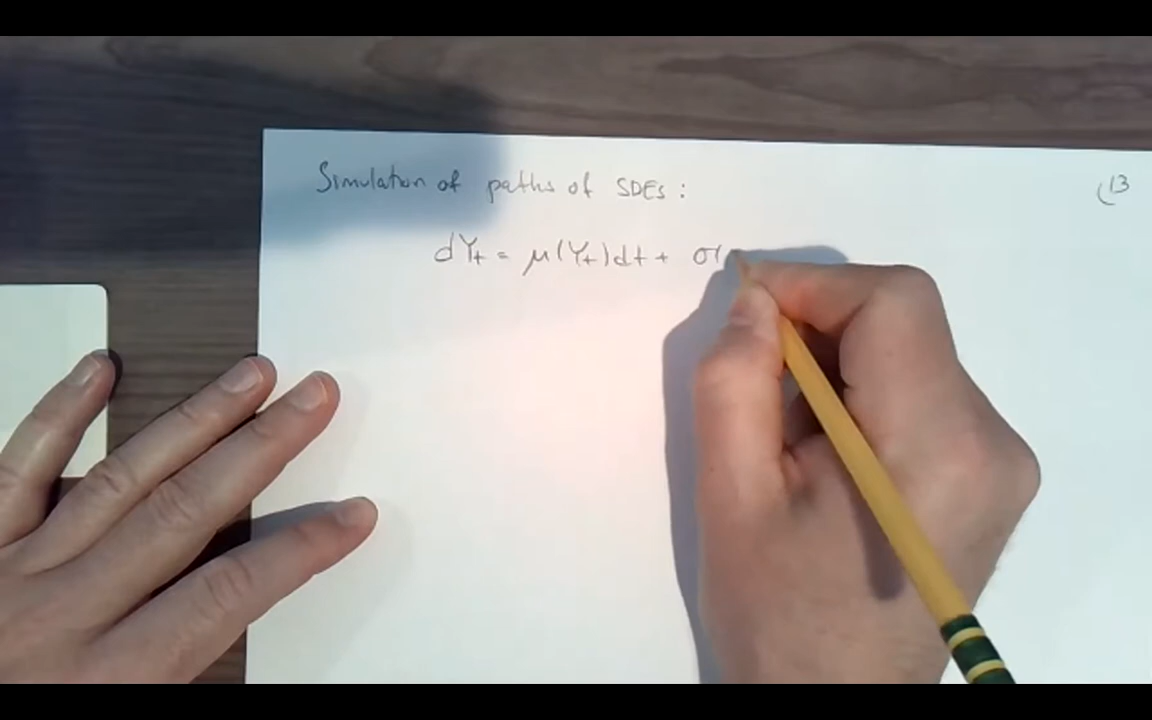 Simulation of paths of SDEs :
(13
dYt = μ(Yt)dt + σ(